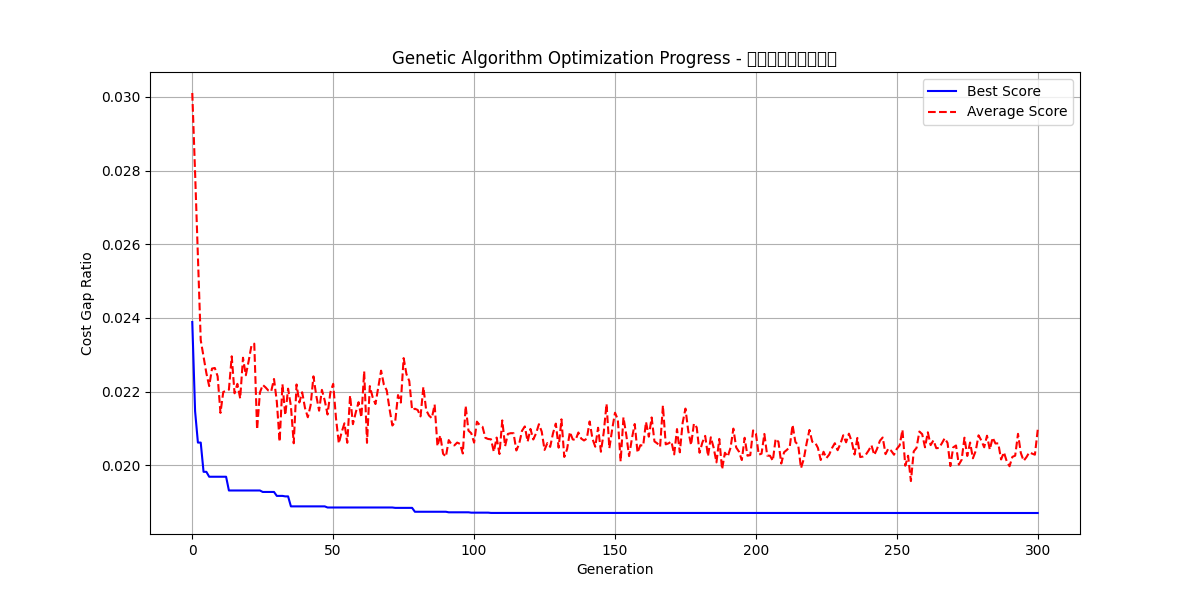 Genetic Algorithm Optimization Progress -
Best Score
Average Score
Cost Gap Ratio
0.030
0.028
0.026
0.024
0.022
0.020
0 50 100 150 200 250 300
Generation